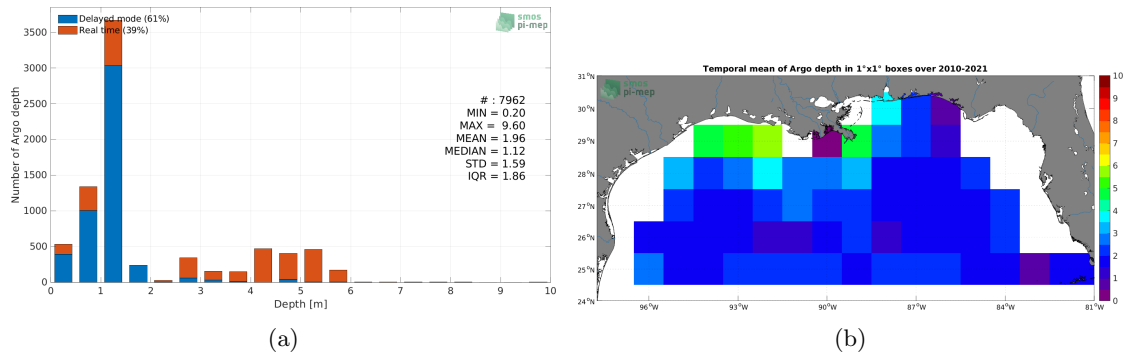 Delayed mode (61%)
Real time (39%)
smos
pi-mep
3500
3000
2500
2000
1500
1000
500
0
Number of Argo depth
# : 7962
MIN = 0.20
MAX = 9.60
MEAN = 1.96
MEDIAN = 1.12
STD = 1.59
IQR = 1.86
0 1 2 3 4 5 6 7 8 9 10
Depth [m]
(a)
Temporal mean of Argo depth in 1°x1° boxes over 2010-2021
smos
pi-mep
31°N
30°N
29°N
28°N
27°N
26°N
25°N
24°N
96°W 93°W 90°W 87°W 84°W 81°W
10
9
8
7
6
5
4
3
2
1
0
(b)